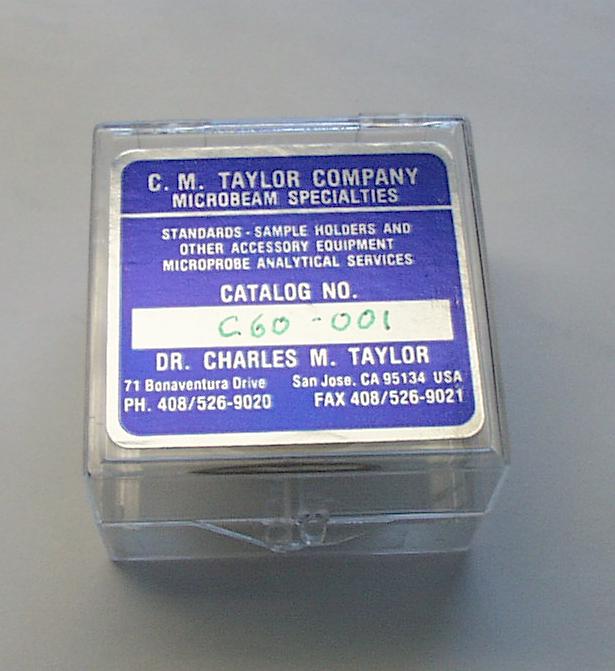 C. M. TAYLOR COMPANY
MICROBEAM SPECIALTIES
STANDARDS - SAMPLE HOLDERS AND
OTHER ACCESSORY EQUIPMENT
MICROPROBE ANALYTICAL SERVICES
CATALOG NO.
C60-001
DR. CHARLES M. TAYLOR
71 Bonaventura Drive San Jose, CA 95134 USA
PH. 408/526-9020 FAX 408/526-9021